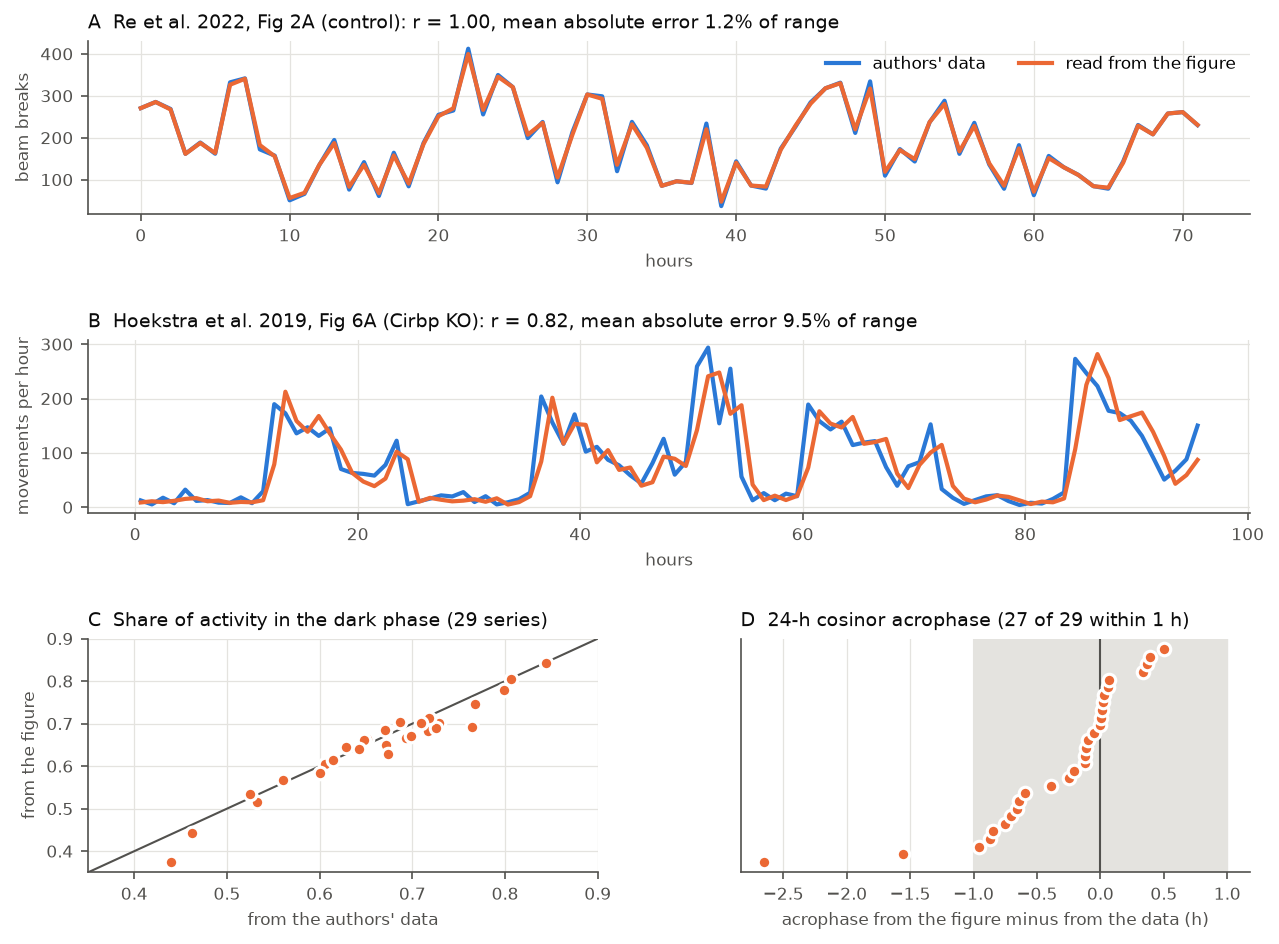 A  Re et al. 2022, Fig 2A (control): r = 1.00, mean absolute error 1.2% of range
beam breaks
400
300
200
100
authors' data
read from the figure
0 10 20 30 40 50 60 70
hours
B  Hoekstra et al. 2019, Fig 6A (Cirbp KO): r = 0.82, mean absolute error 9.5% of range
movements per hour
300
200
100
0
0 20 40 60 80 100
hours
C  Share of activity in the dark phase (29 series)
from the figure
0.9
0.8
0.7
0.6
0.5
0.4
0.4 0.5 0.6 0.7 0.8 0.9
from the authors' data
D  24-h cosinor acrophase (27 of 29 within 1 h)
−2.5 −2.0 −1.5 −1.0 −0.5 0.0 0.5 1.0
acrophase from the figure minus from the data (h)